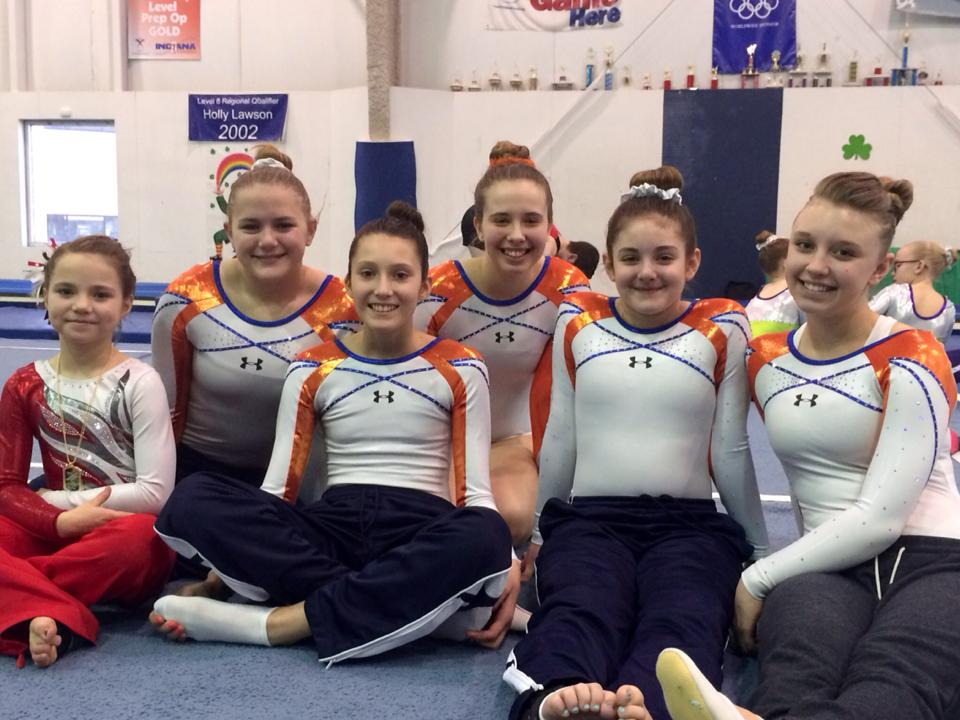 Level
Prep Op
GOLD
INDIANA
Game
Here
Level 8 Regional Qualifier
Holly Lawson
2002